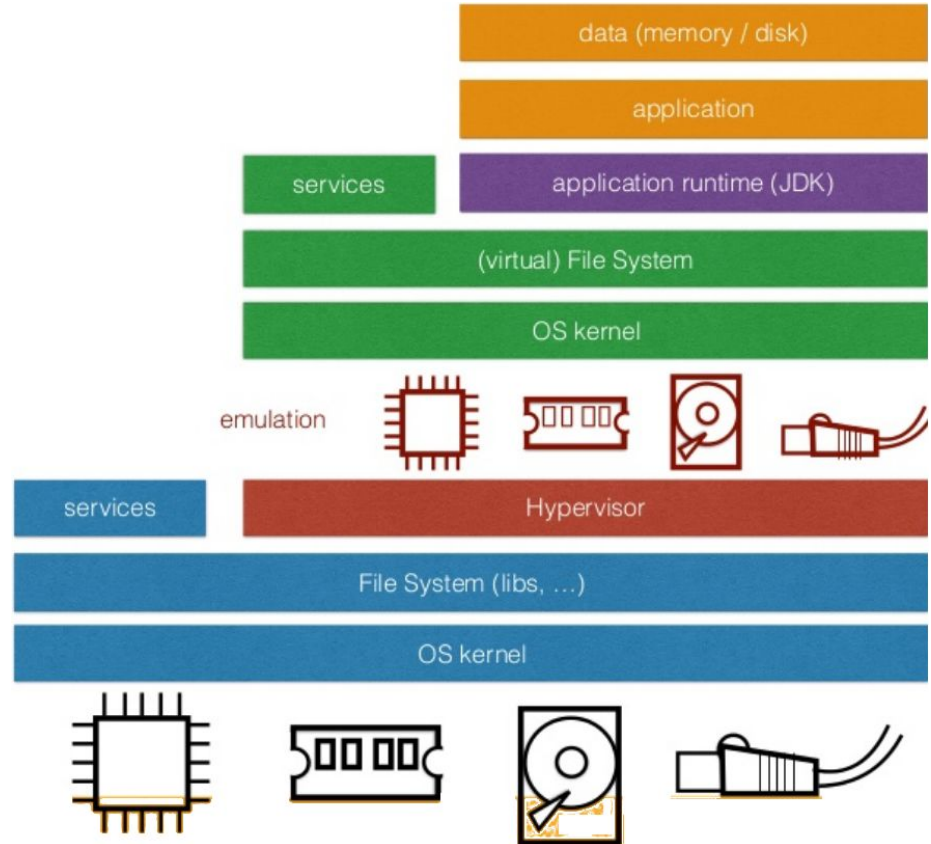 data (memory / disk)
application
services
application runtime (JDK)
(virtual) File System
OS kernel
emulation
services
Hypervisor
File System (libs, ...)
OS kernel